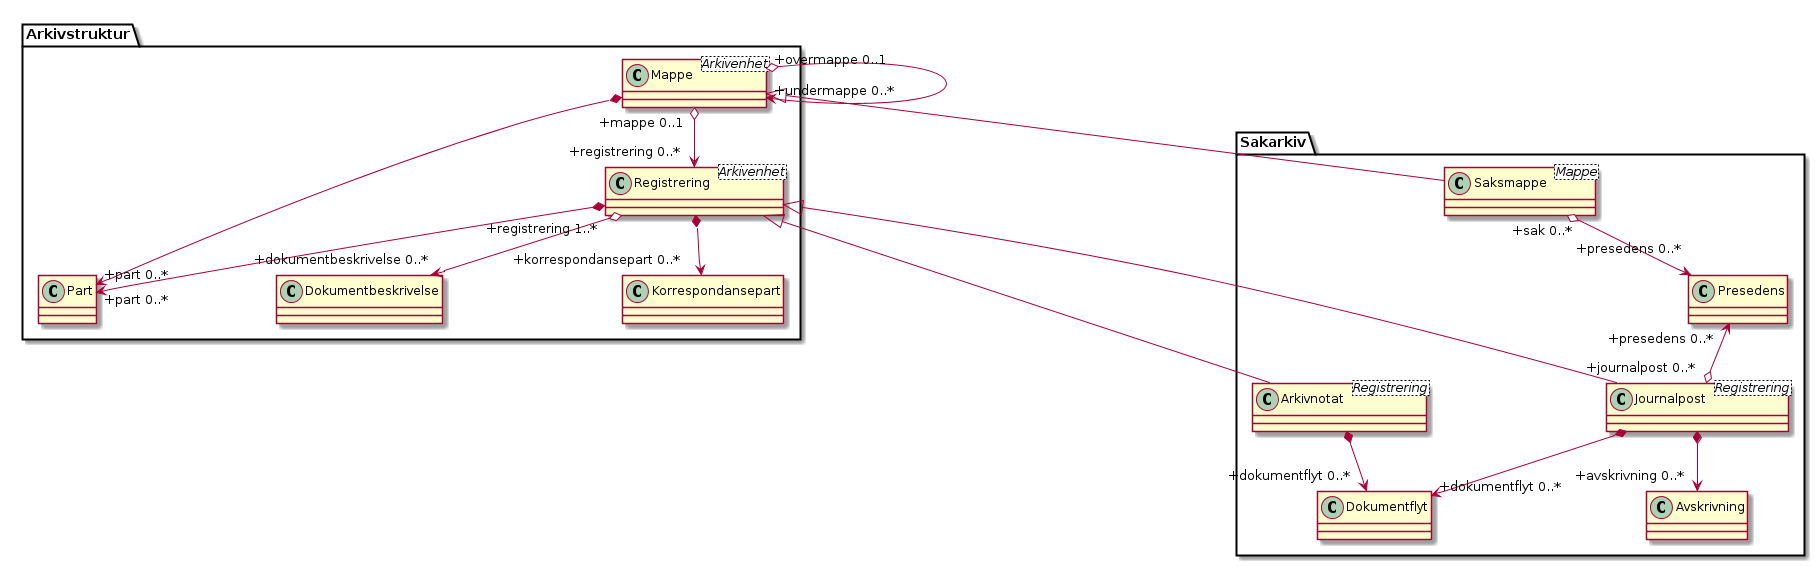 Arkivstruktur
C Mappe
Arkivenhet
+overmappe 0..1
+undermappe 0..*
+mappe 0..1
+registrering 0..*
C Registrering
Arkivenhet
+registrering 1..*
+dokumentbeskrivelse 0..*
+korrespondansepart 0..*
+part 0..*
+part 0..*
C Part
C Dokumentbeskrivelse
C Korrespondansepart
Sakarkiv
C Saksmappe
Mappe
+sak 0..*
+presedens 0..*
C Presedens
+presedens 0..*
+journalpost 0..*
C Arkivnotat
Registrering
C Journalpost
Registrering
+dokumentflyt 0..*
+dokumentflyt 0..*
+avskrivning 0..*
C Dokumentflyt
C Avskrivning